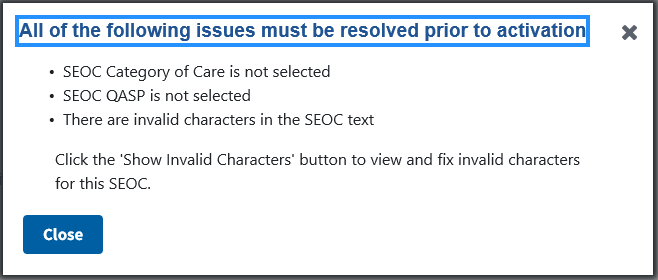 All of the following issues must be resolved prior to activation
• SEOC Category of Care is not selected
• SEOC QASP is not selected
• There are invalid characters in the SEOC text
Click the 'Show Invalid Characters' button to view and fix invalid characters
for this SEOC.
Close